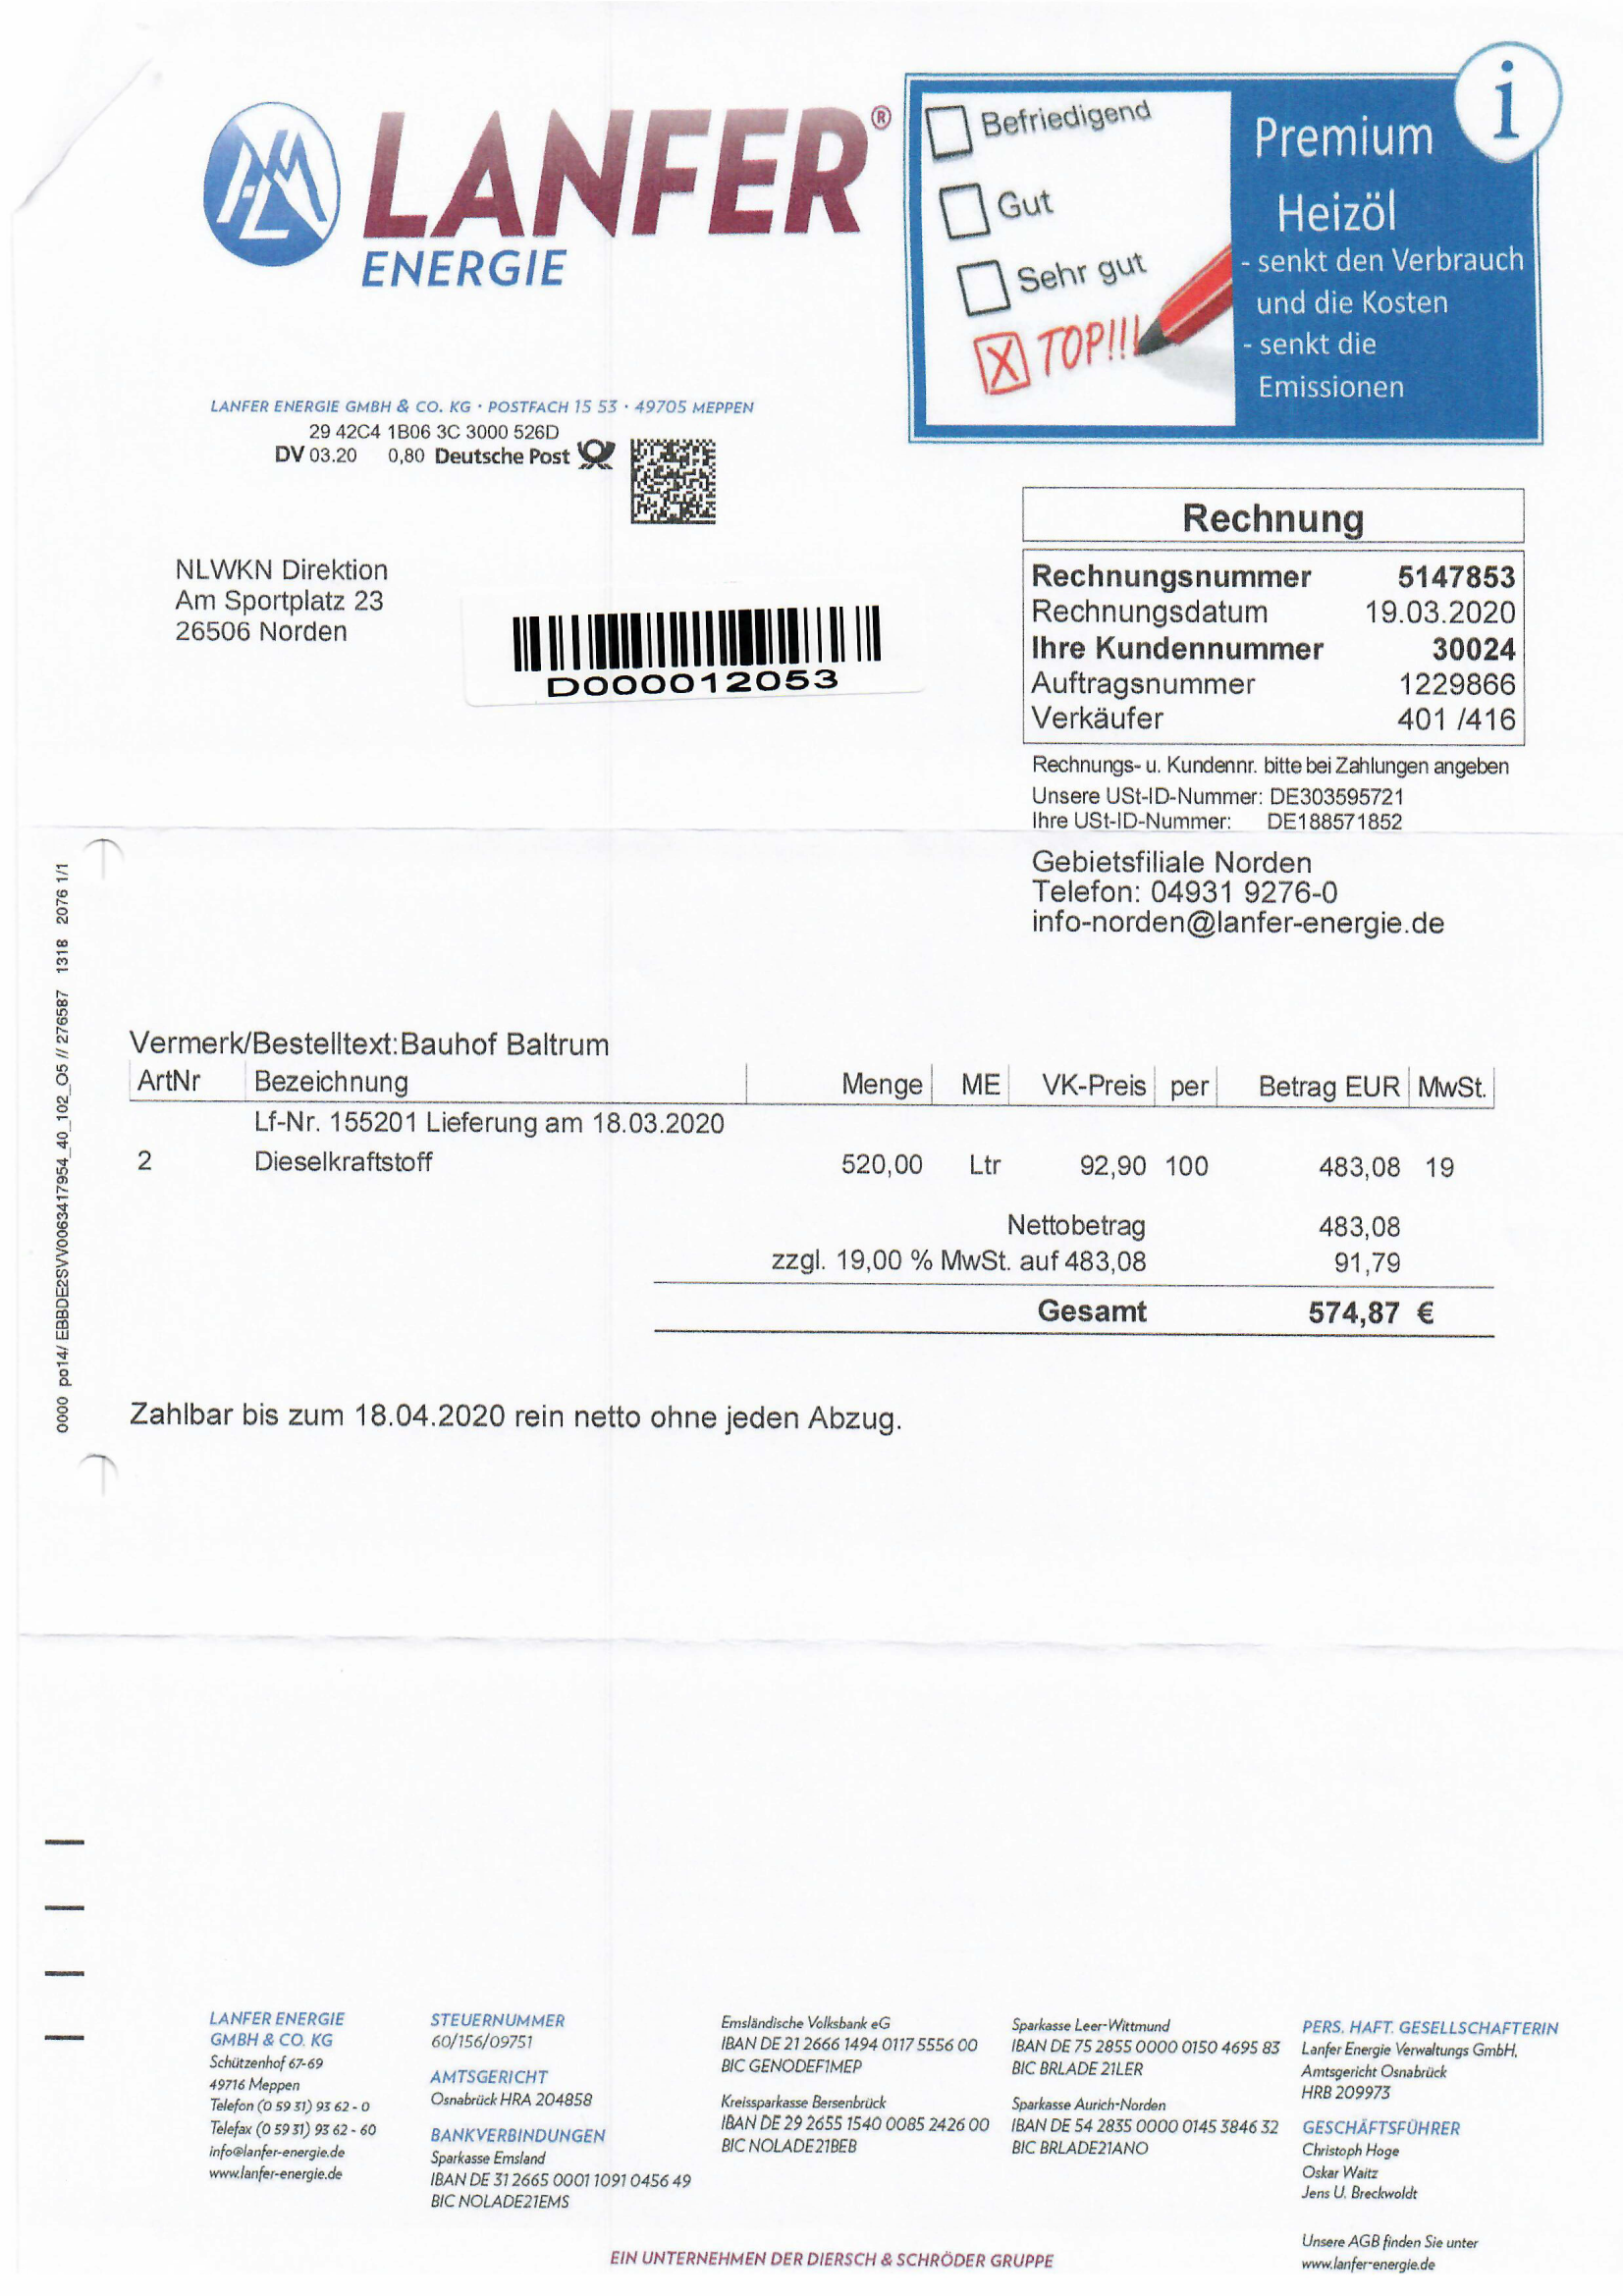 LANFER®
ENERGIE
Befriedigend
Gut
Sehr gut
X TOP!!!
i
Premium
Heizöl
- senkt den Verbrauch
und die Kosten
- senkt die
Emissionen
LANFER ENERGIE GMBH & CO. KG · POSTFACH 15 53 · 49705 MEPPEN
29 42C4 1B06 3C 3000 526D
DV 03.20 0,80 Deutsche Post
NLWKN Direktion
Am Sportplatz 23
26506 Norden
D000012053
Rechnung
Rechnungsnummer 5147853
Rechnungsdatum 19.03.2020
Ihre Kundennummer 30024
Auftragsnummer 1229866
Verkäufer 401 /416
Rechnungs- u. Kundennr. bitte bei Zahlungen angeben
Unsere USt-ID-Nummer: DE303595721
Ihre USt-ID-Nummer: DE188571852
Gebietsfiliale Norden
Telefon: 04931 9276-0
info-norden@lanfer-energie.de
0000 po14/ EBBDE2SVV0063417954_40_102_O5 // 276587 1318 2076 1/1
Vermerk/Bestelltext:Bauhof Baltrum
ArtNr Bezeichnung Menge ME VK-Preis per Betrag EUR MwSt.
Lf-Nr. 155201 Lieferung am 18.03.2020
2 Dieselkraftstoff 520,00 Ltr 92,90 100 483,08 19
Nettobetrag 483,08
zzgl. 19,00 % MwSt. auf 483,08 91,79
Gesamt 574,87 €
Zahlbar bis zum 18.04.2020 rein netto ohne jeden Abzug.
LANFER ENERGIE
GMBH & CO. KG
Schützenhof 67-69
49716 Meppen
Telefon (0 59 31) 93 62 - 0
Telefax (0 59 31) 93 62 - 60
info@lanfer-energie.de
www.lanfer-energie.de
STEUERNUMMER
60/156/09751
AMTSGERICHT
Osnabrück HRA 204858
BANKVERBINDUNGEN
Sparkasse Emsland
IBAN DE 31 2665 0001 1091 0456 49
BIC NOLADE21EMS
Emsländische Volksbank eG
IBAN DE 21 2666 1494 0117 5556 00
BIC GENODEF1MEP
Kreissparkasse Bersenbrück
IBAN DE 29 2655 1540 0085 2426 00
BIC NOLADE21BEB
Sparkasse Leer-Wittmund
IBAN DE 75 2855 0000 0150 4695 83
BIC BRLADE 21LER
Sparkasse Aurich-Norden
IBAN DE 54 2835 0000 0145 3846 32
BIC BRLADE21ANO
PERS. HAFT. GESELLSCHAFTERIN
Lanfer Energie Verwaltungs GmbH,
Amtsgericht Osnabrück
HRB 209973
GESCHÄFTSFÜHRER
Christoph Hoge
Oskar Waitz
Jens U. Breckwoldt
Unsere AGB finden Sie unter
www.lanfer-energie.de
EIN UNTERNEHMEN DER DIERSCH & SCHRÖDER GRUPPE